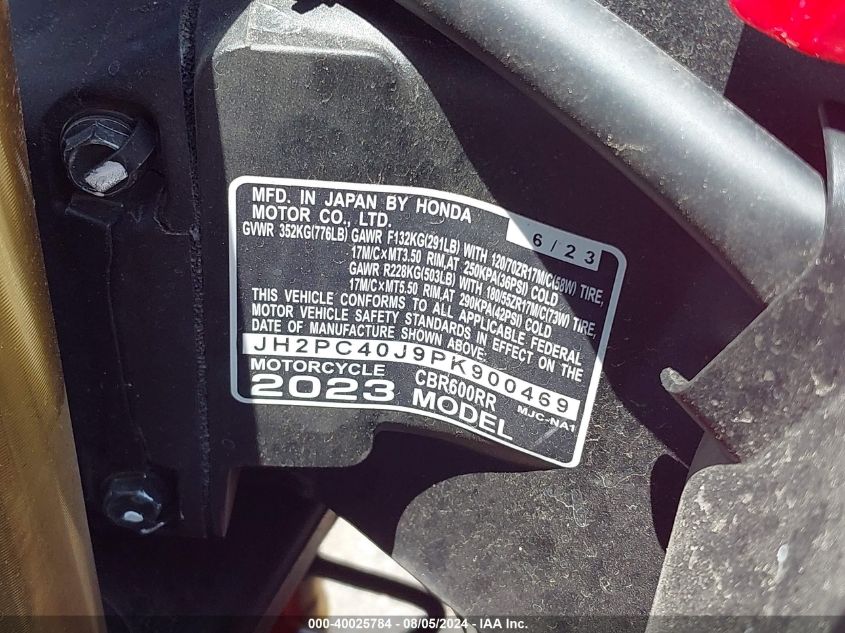 MFD. IN JAPAN BY HONDA
MOTOR CO., LTD.
6/23
GVWR 352KG(776LB) GAWR F132KG(291LB) WITH 120/70ZR17M/C(58W) TIRE,
17M/C×MT3.50 RIM,AT 250KPA(36PSI) COLD
GAWR R228KG(503LB) WITH 180/55ZR17M/C(73W) TIRE,
17M/C×MT5.50 RIM,AT 290KPA(42PSI) COLD
THIS VEHICLE CONFORMS TO ALL APPLICABLE FEDERAL
MOTOR VEHICLE SAFETY STANDARDS IN EFFECT ON THE
DATE OF MANUFACTURE SHOWN ABOVE:
JH2PC40J9PK900469
MOTORCYCLE CBR600RR MJC-NA1
2023 MODEL
000-40025784 - 08/05/2024 - IAA Inc.